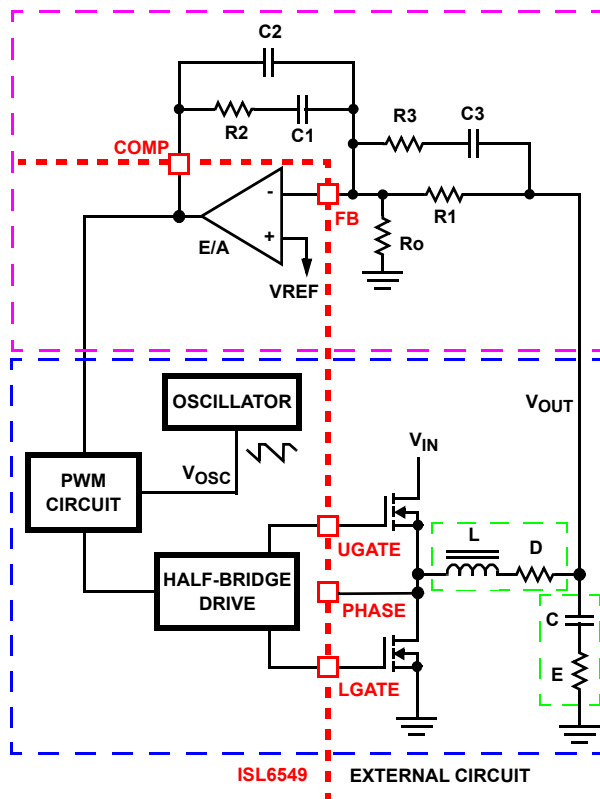 C2
R2
C1
R3
C3
COMP
FB
R1
E/A
-
+
VREF
Ro
OSCILLATOR
VOUT
VIN
PWM
CIRCUIT
VOSC
HALF-BRIDGE
DRIVE
UGATE
L
D
PHASE
C
LGATE
E
ISL6549
EXTERNAL CIRCUIT